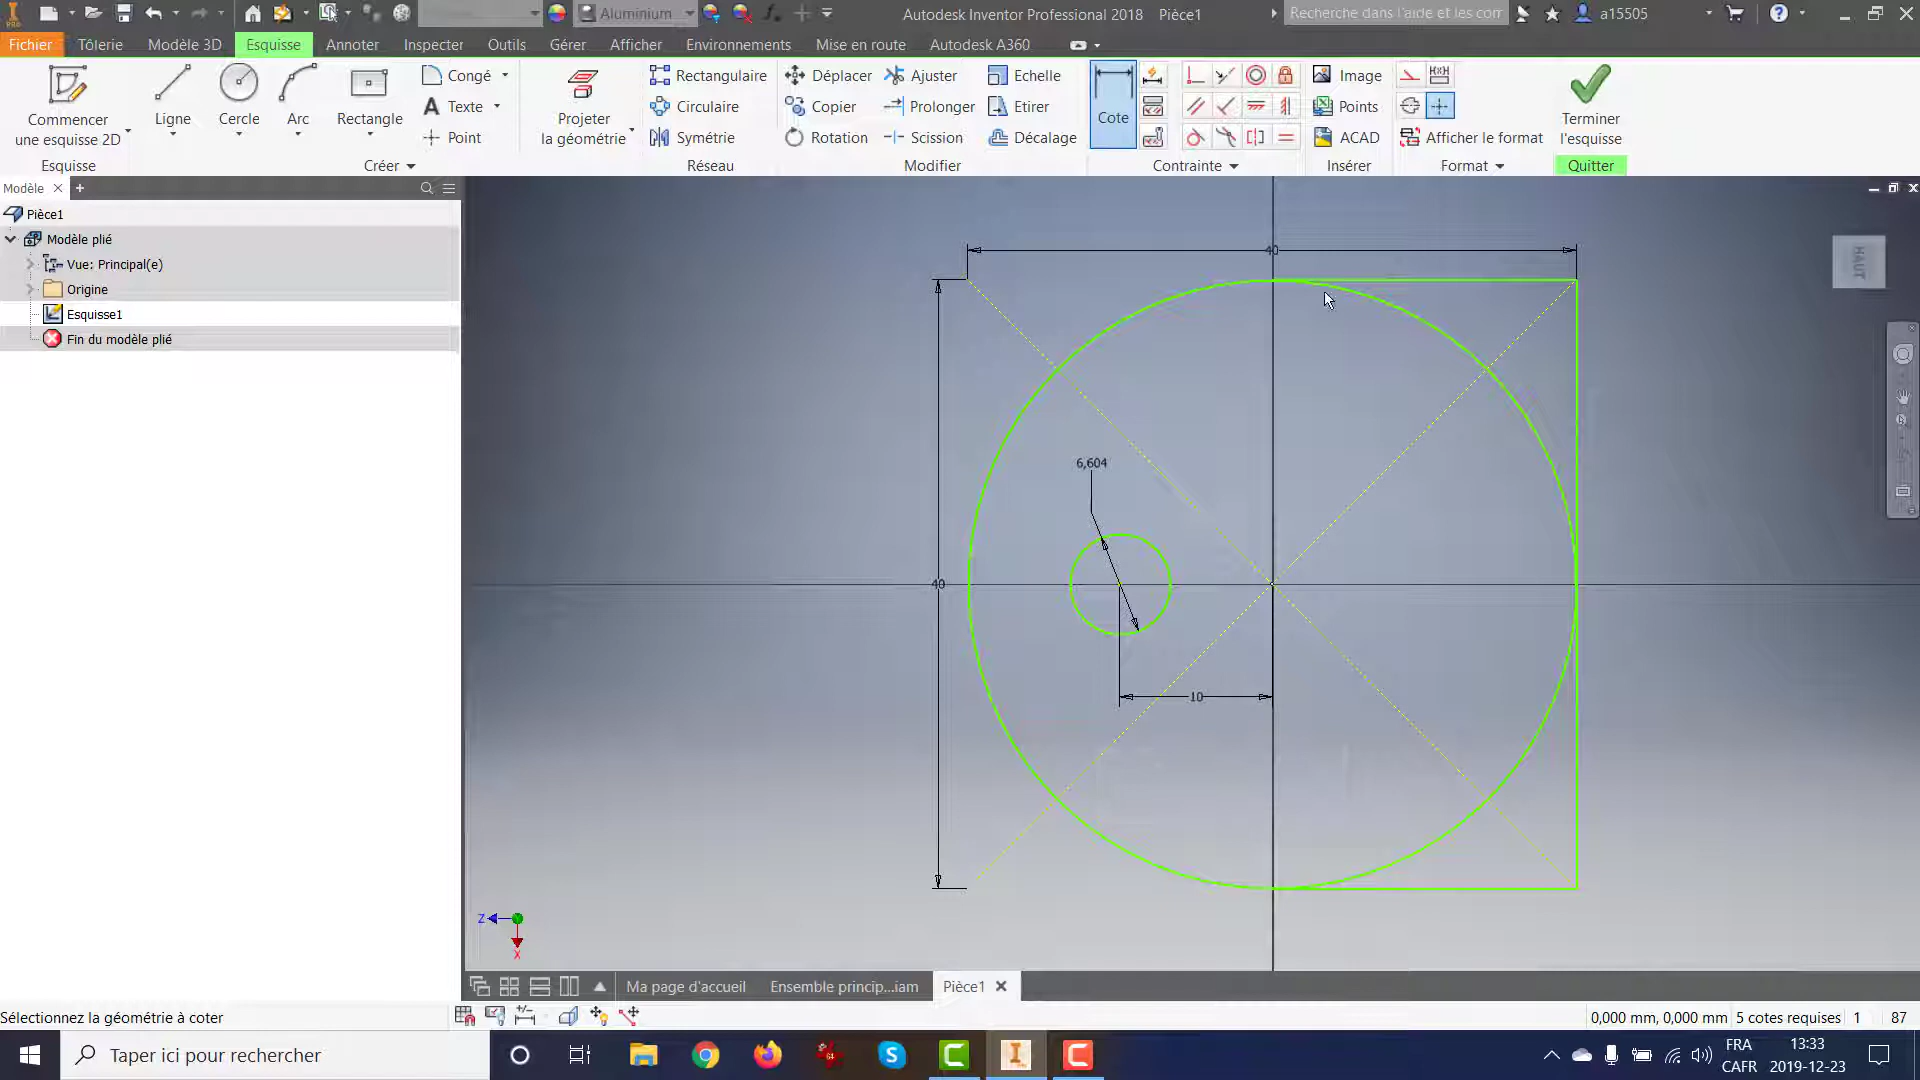 PRO
Aluminium
Autodesk Inventor Professional 2018 Pièce1
Recherche dans l'aide et les com
a15505
Fichier Tôlerie Modèle 3D Esquisse Annoter Inspecter Outils Gérer Afficher Environnements Mise en route Autodesk A360
Commencer
une esquisse 2D
Esquisse
Ligne
Cercle
Arc
Rectangle
Congé
Texte
Point
Créer
Projeter
la géométrie
Rectangulaire
Circulaire
Symétrie
Réseau
Déplacer
Copier
Rotation
Ajuster
Prolonger
Scission
Echelle
Etirer
Décalage
Modifier
Cote
Contrainte
Image
Points
ACAD
Insérer
Afficher le format
Format
Terminer
l'esquisse
Quitter
Modèle
Pièce1
Modèle plié
Vue: Principal(e)
Origine
Esquisse1
Fin du modèle plié
HAUT
40
6,604
40
10
Z
X
Ma page d'accueil Ensemble princip...iam Pièce1
Sélectionnez la géométrie à coter
0,000 mm, 0,000 mm 5 cotes requises 1 87
Taper ici pour rechercher
64
FRA
CAFR
13:33
2019-12-23